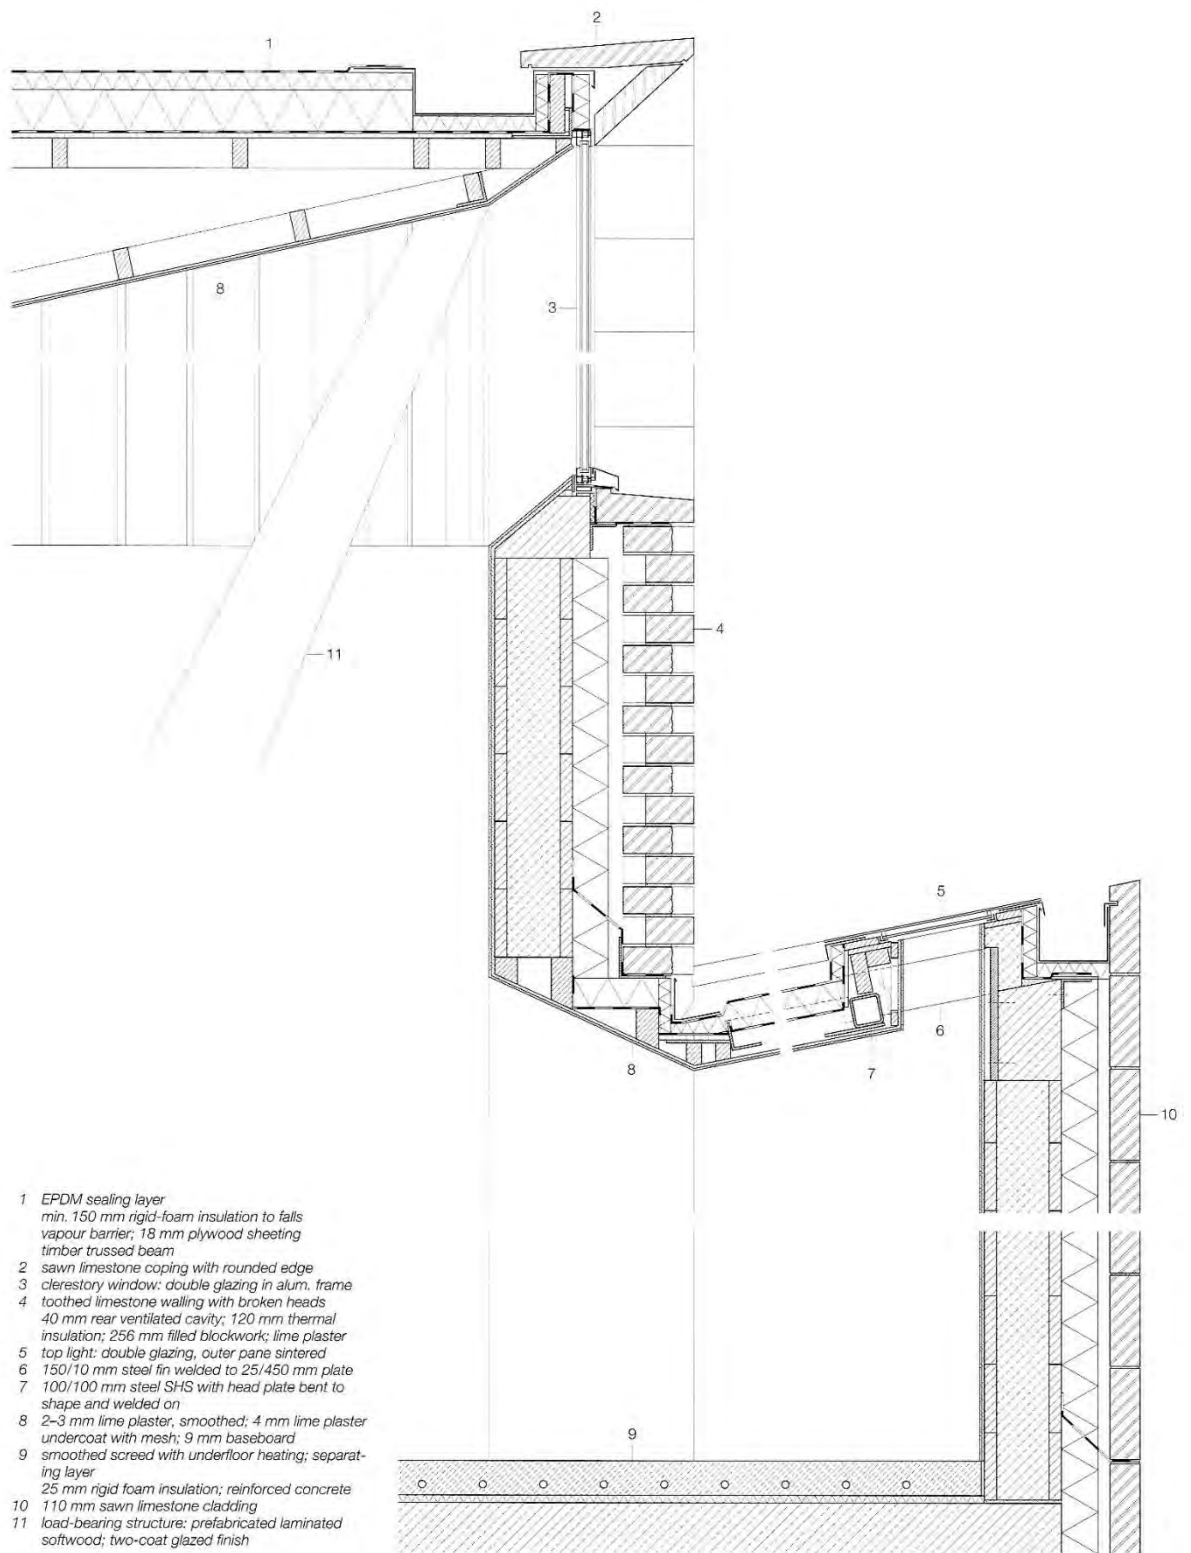 2
1
8
3
4
11
5
6
8
7
10
9
1 EPDM sealing layer
min. 150 mm rigid-foam insulation to falls
vapour barrier; 18 mm plywood sheeting
timber trussed beam
2 sawn limestone coping with rounded edge
3 clerestory window: double glazing in alum. frame
4 toothed limestone walling with broken heads
40 mm rear ventilated cavity; 120 mm thermal
insulation; 256 mm filled blockwork; lime plaster
5 top light: double glazing, outer pane sintered
6 150/10 mm steel fin welded to 25/450 mm plate
7 100/100 mm steel SHS with head plate bent to
shape and welded on
8 2–3 mm lime plaster, smoothed; 4 mm lime plaster
undercoat with mesh; 9 mm baseboard
9 smoothed screed with underfloor heating; separat-
ing layer
25 mm rigid foam insulation; reinforced concrete
10 110 mm sawn limestone cladding
11 load-bearing structure: prefabricated laminated
softwood; two-coat glazed finish